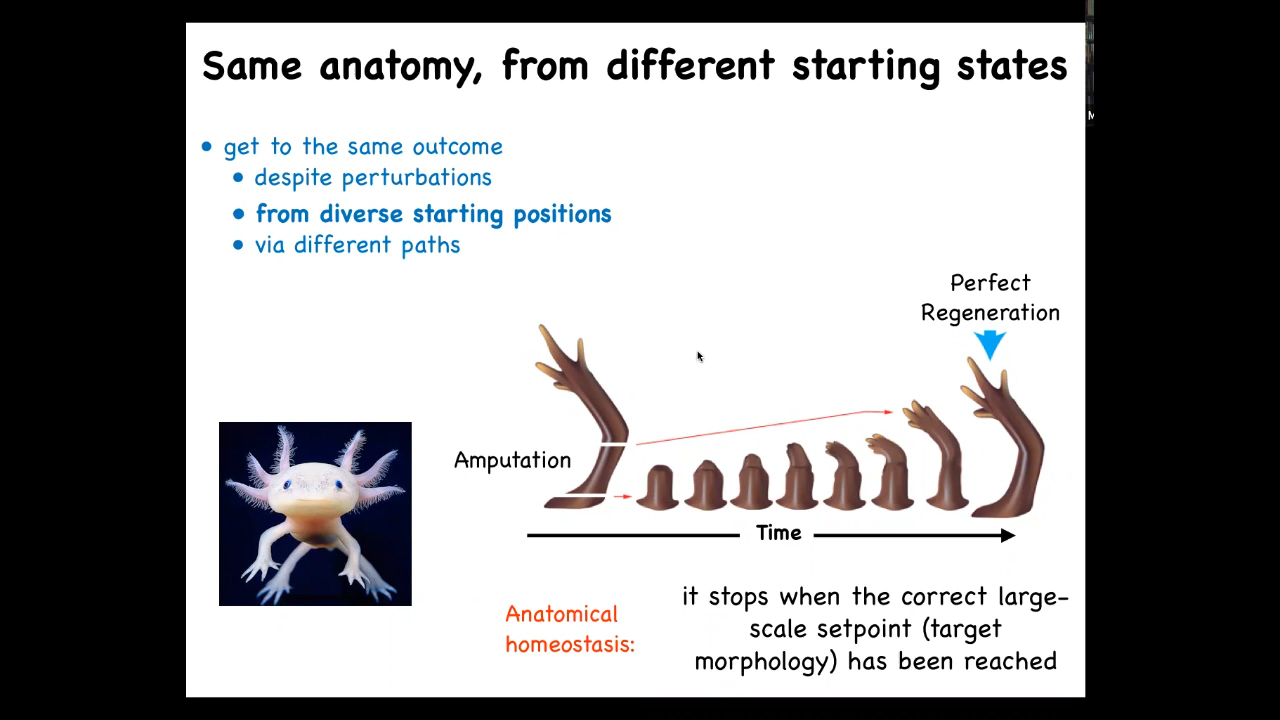 Same anatomy, from different starting states
• get to the same outcome
• despite perturbations
• from diverse starting positions
• via different paths
Perfect
Regeneration
Amputation
Time
Anatomical
homeostasis:
it stops when the correct large-
scale setpoint (target
morphology) has been reached
M